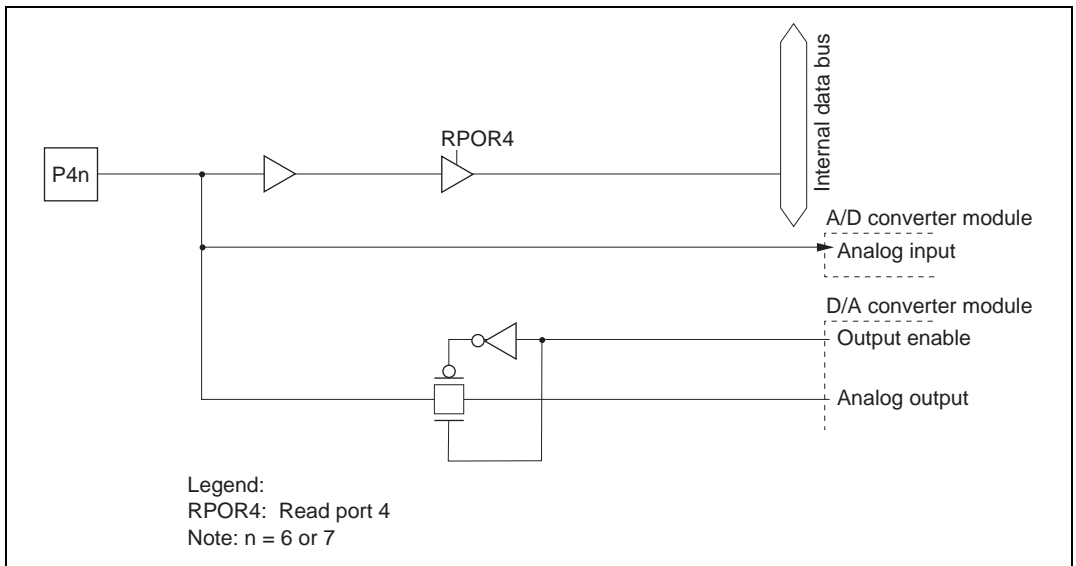 Internal data bus
RPOR4
P4n
A/D converter module
Analog input
D/A converter module
Output enable
Analog output
Legend:
RPOR4: Read port 4
Note: n = 6 or 7